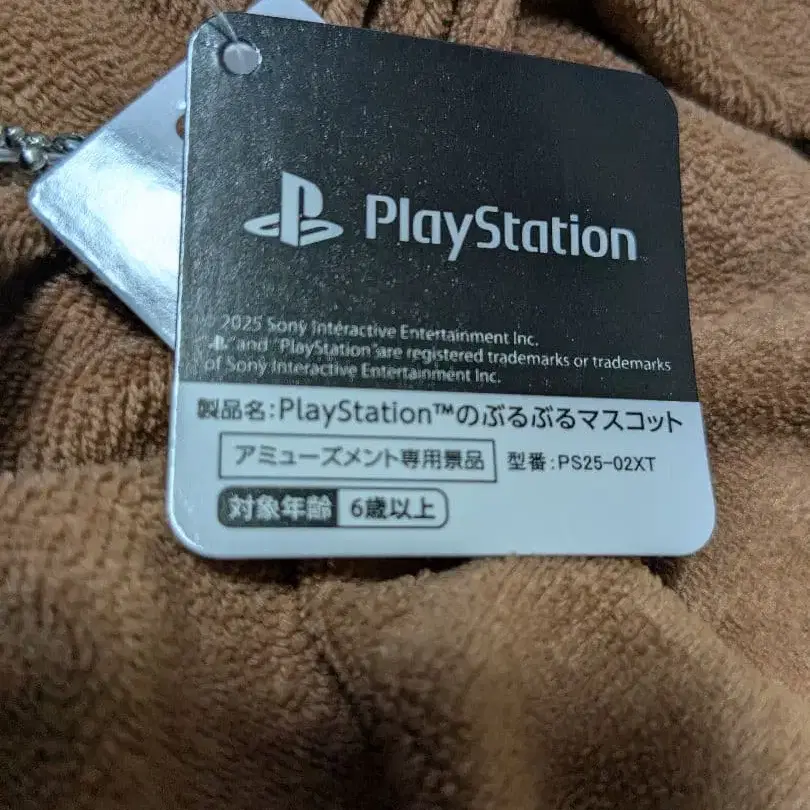 PlayStation
© 2025 Sony Interactive Entertainment Inc.
" " and "PlayStation" are registered trademarks or trademarks
of Sony Interactive Entertainment Inc.
製品名:PlayStation™のぶるぶるマスコット
アミューズメント専用景品 型番:PS25-02XT
対象年齢 6歳以上